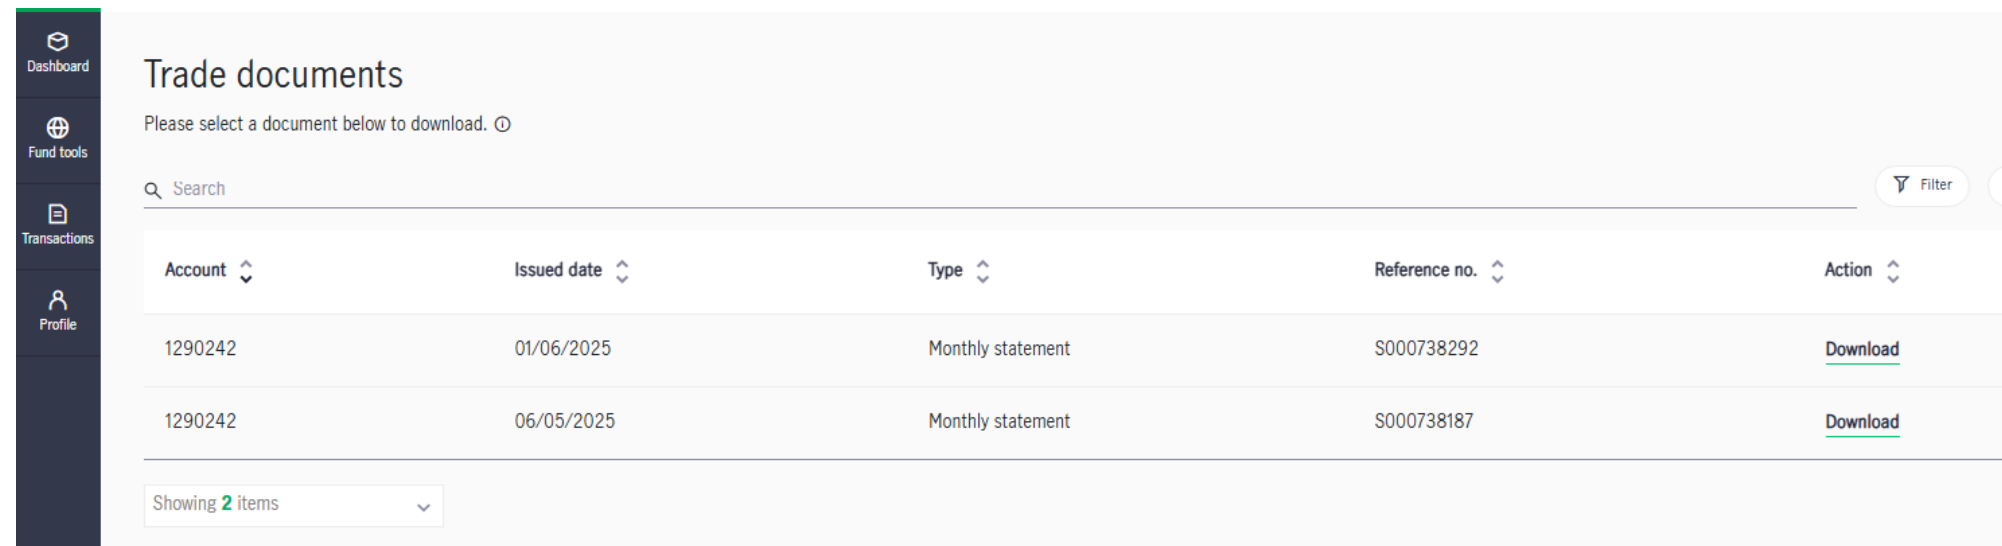 Dashboard
Fund tools
Transactions
Profile
Trade documents
Please select a document below to download.
Search
Filter
Account Issued date Type Reference no. Action
1290242 01/06/2025 Monthly statement S000738292 Download
1290242 06/05/2025 Monthly statement S000738187 Download
Showing 2 items